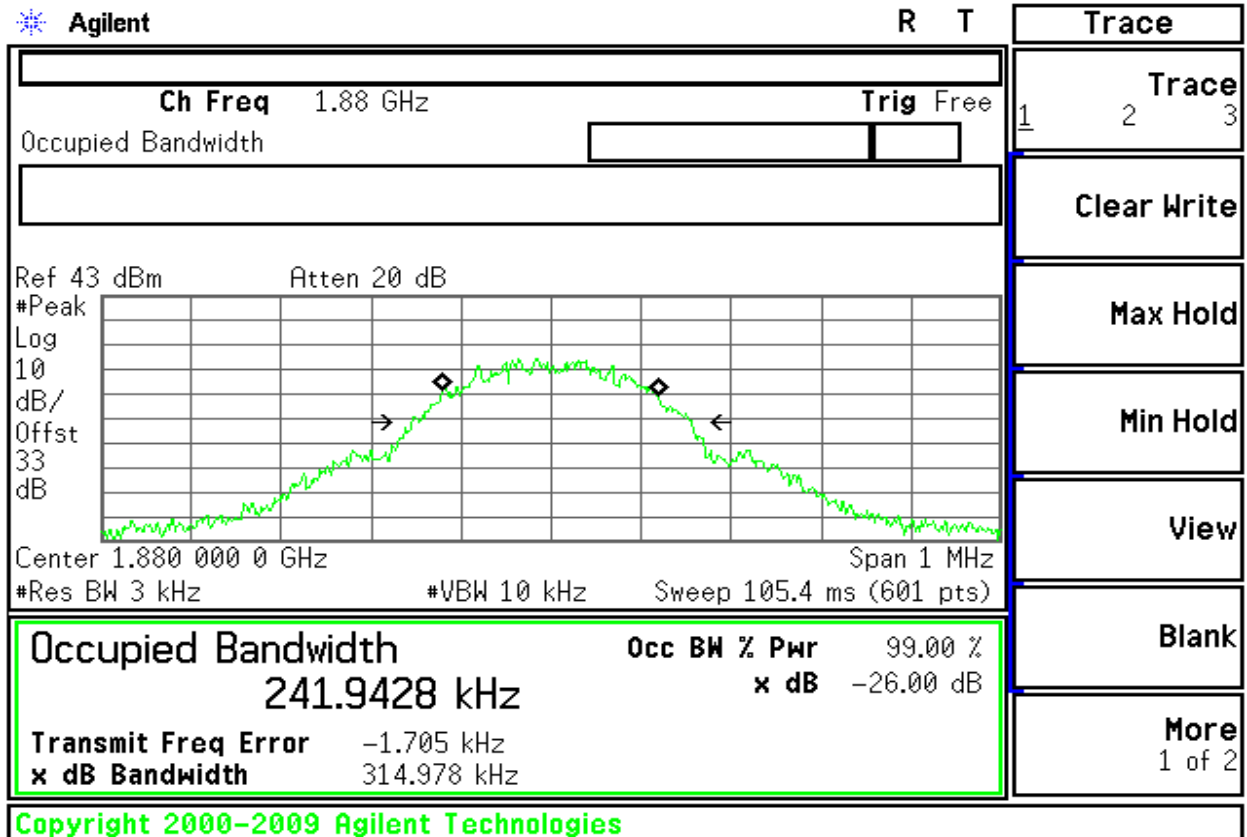 Agilent R T
Ch Freq 1.88 GHz Trig Free
Occupied Bandwidth
Ref 43 dBm Atten 20 dB
#Peak
Log
10
dB/
Offst
33
dB
Center 1.880 000 0 GHz Span 1 MHz
#Res BW 3 kHz #VBW 10 kHz Sweep 105.4 ms (601 pts)
Occupied Bandwidth Occ BW % Pwr 99.00 %
241.9428 kHz x dB -26.00 dB
Transmit Freq Error -1.705 kHz
x dB Bandwidth 314.978 kHz
Copyright 2000-2009 Agilent Technologies
Trace
Trace
1 2 3
Clear Write
Max Hold
Min Hold
View
Blank
More
1 of 2